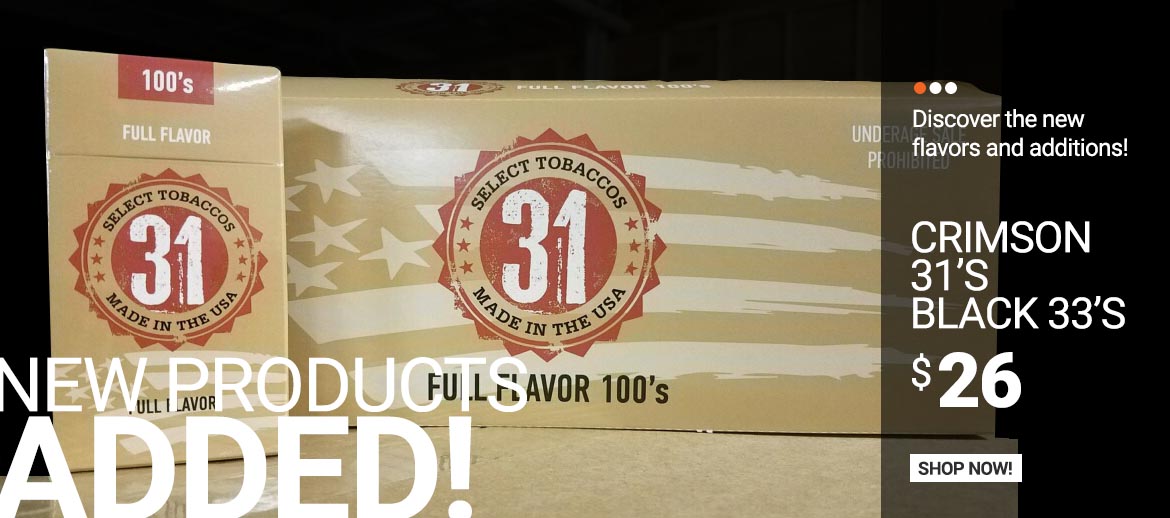 100's
FULL FLAVOR
SELECT TOBACCOS
31
MADE IN THE USA
FULL FLAVOR
31
FULL FLAVOR 100's
SELECT TOBACCOS
31
MADE IN THE USA
FULL FLAVOR 100's
UNDERAGE SALE
PROHIBITED
NEW PRODUCTS
ADDED!
Discover the new
flavors and additions!
CRIMSON
31'S
BLACK 33'S
$26
SHOP NOW!